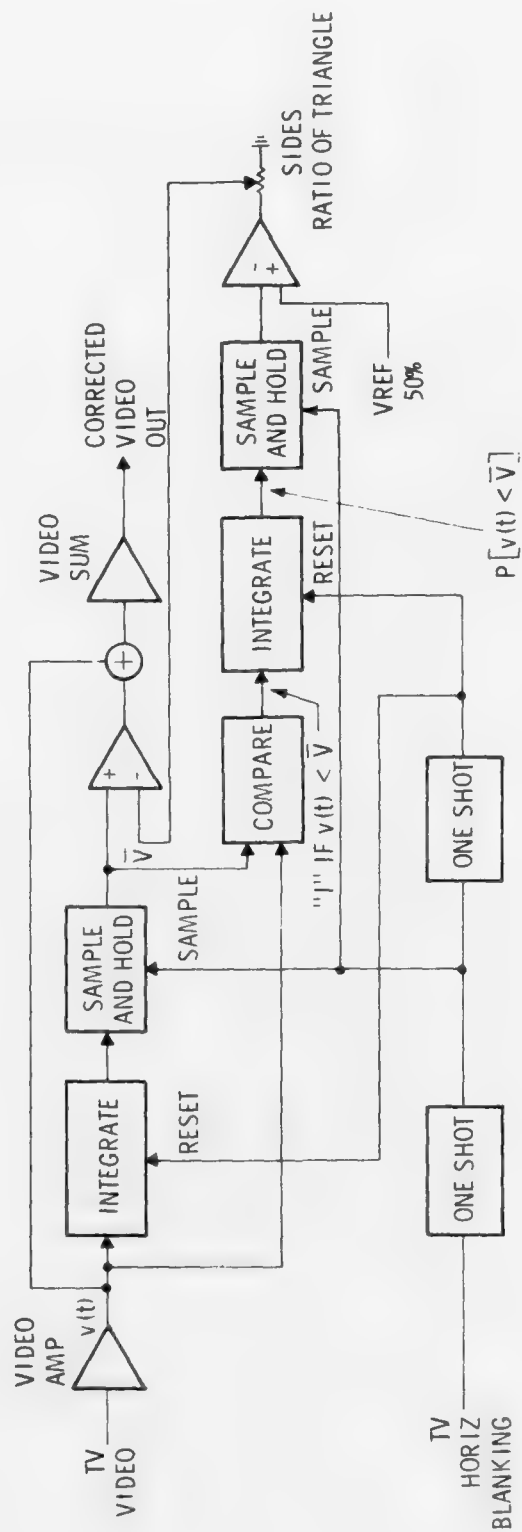 TV
VIDEO
VIDEO
AMP
v(t)
INTEGRATE
RESET
SAMPLE
AND HOLD
SAMPLE
V̅
VIDEO
SUM
+
-
+
CORRECTED
VIDEO
OUT
COMPARE
"1" IF v(t) < V̅
INTEGRATE
RESET
P[v(t) < V̅]
SAMPLE
AND HOLD
SAMPLE
-
+
VREF
50%
SIDES
RATIO OF TRIANGLE
TV
HORIZ
BLANKING
ONE SHOT
ONE SHOT